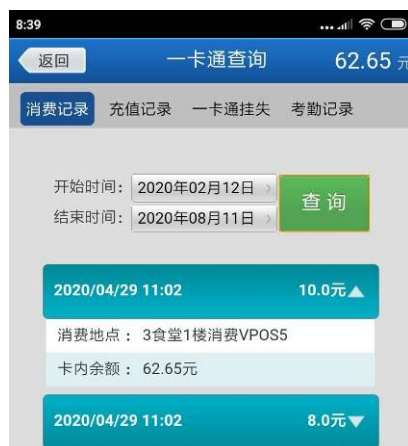 8:39
返回 一卡通查询 62.65 元
消费记录 充值记录 一卡通挂失 考勤记录
开始时间： 2020年02月12日
结束时间： 2020年08月11日
查 询
2020/04/29 11:02 10.0元
消费地点： 3食堂1楼消费VPOS5
卡内余额： 62.65元
2020/04/29 11:02 8.0元